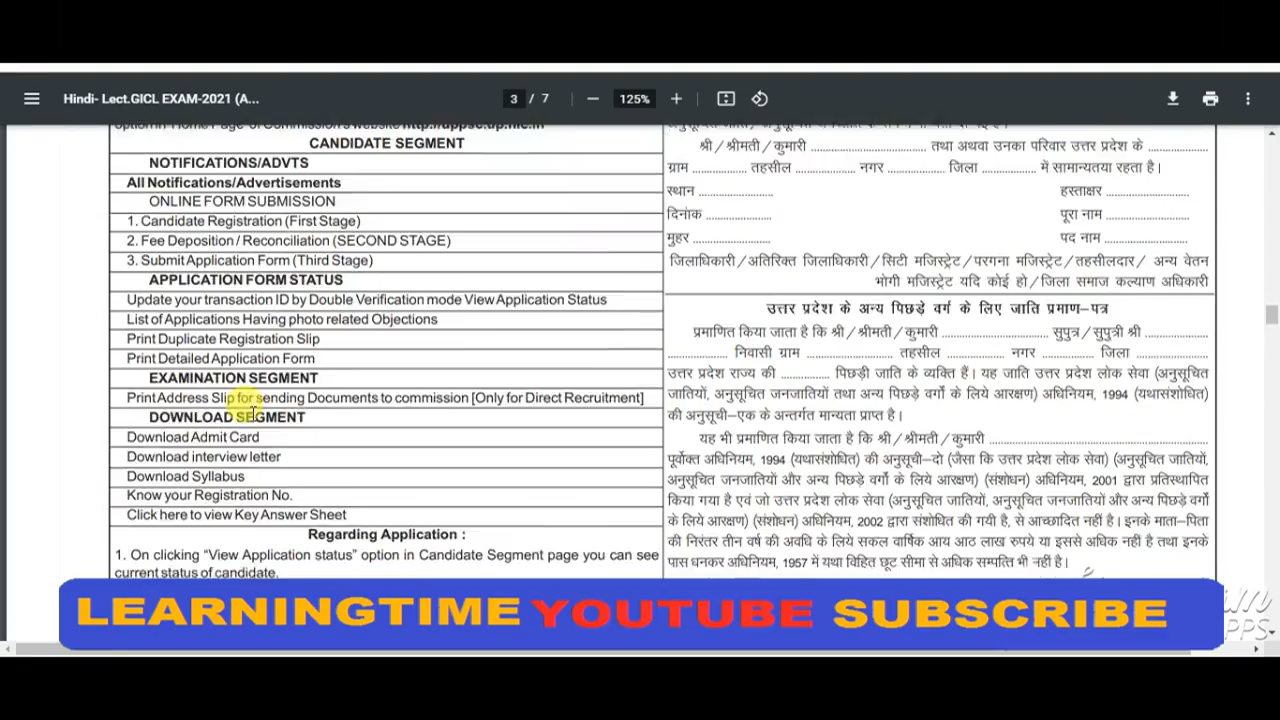 Hindi- Lect.GICL EXAM-2021 (A...
3 / 7
125%
CANDIDATE SEGMENT
NOTIFICATIONS/ADVTS
All Notifications/Advertisements
ONLINE FORM SUBMISSION
1. Candidate Registration (First Stage)
2. Fee Deposition / Reconciliation (SECOND STAGE)
3. Submit Application Form (Third Stage)
APPLICATION FORM STATUS
Update your transaction ID by Double Verification mode View Application Status
List of Applications Having photo related Objections
Print Duplicate Registration Slip
Print Detailed Application Form
EXAMINATION SEGMENT
Print Address Slip for sending Documents to commission [Only for Direct Recruitment]
DOWNLOAD SEGMENT
Download Admit Card
Download interview letter
Download Syllabus
Know your Registration No.
Click here to view Key Answer Sheet
Regarding Application :
1. On clicking "View Application status" option in Candidate Segment page you can see
current status of candidate.
श्री/श्रीमती/कुमारी ............................ तथा अथवा उनका परिवार उत्तर प्रदेश के ..............
ग्राम ............. तहसील ............. नगर ............. जिला ............. में सामान्यतया रहता है।
स्थान .................. हस्ताक्षर ....................
दिनांक ................ पूरा नाम ....................
मुहर ................... पद नाम ....................
जिलाधिकारी/अतिरिक्त जिलाधिकारी/सिटी मजिस्ट्रेट/परगना मजिस्ट्रेट/तहसीलदार/अन्य वेतन
भोगी मजिस्ट्रेट यदि कोई हो/जिला समाज कल्याण अधिकारी
उत्तर प्रदेश के अन्य पिछड़े वर्ग के लिए जाति प्रमाण–पत्र
प्रमाणित किया जाता है कि श्री/श्रीमती/कुमारी .................... सुपुत्र/सुपुत्री श्री ...............
............... निवासी ग्राम .................... तहसील ............... नगर ............... जिला ...............
उत्तर प्रदेश राज्य की ............ पिछड़ी जाति के व्यक्ति हैं। यह जाति उत्तर प्रदेश लोक सेवा (अनुसूचित
जातियों, अनुसूचित जनजातियों तथा अन्य पिछड़े वर्गों के लिये आरक्षण) अधिनियम, 1994 (यथासंशोधित)
की अनुसूची–एक के अन्तर्गत मान्यता प्राप्त है।
यह भी प्रमाणित किया जाता है कि श्री/श्रीमती/कुमारी ..................................................
पूर्वोक्त अधिनियम, 1994 (यथासंशोधित) की अनुसूची–दो (जैसा कि उत्तर प्रदेश लोक सेवा) (अनुसूचित जातियों,
अनुसूचित जनजातियों और अन्य पिछड़े वर्गों के लिये आरक्षण) (संशोधन) अधिनियम, 2001 द्वारा प्रतिस्थापित
किया गया है एवं जो उत्तर प्रदेश लोक सेवा (अनुसूचित जातियों, अनुसूचित जनजातियों और अन्य पिछड़े वर्गों
के लिये आरक्षण) (संशोधन) अधिनियम, 2002 द्वारा संशोधित की गयी है, से आच्छादित नहीं है। इनके माता–पिता
की निरंतर तीन वर्ष की अवधि के लिये सकल वार्षिक आय आठ लाख रुपये या इससे अधिक नहीं है तथा इनके
पास धनकर अधिनियम, 1957 में यथा विहित छूट सीमा से अधिक सम्पत्ति भी नहीं है।
LEARNINGTIME YOUTUBE SUBSCRIBE